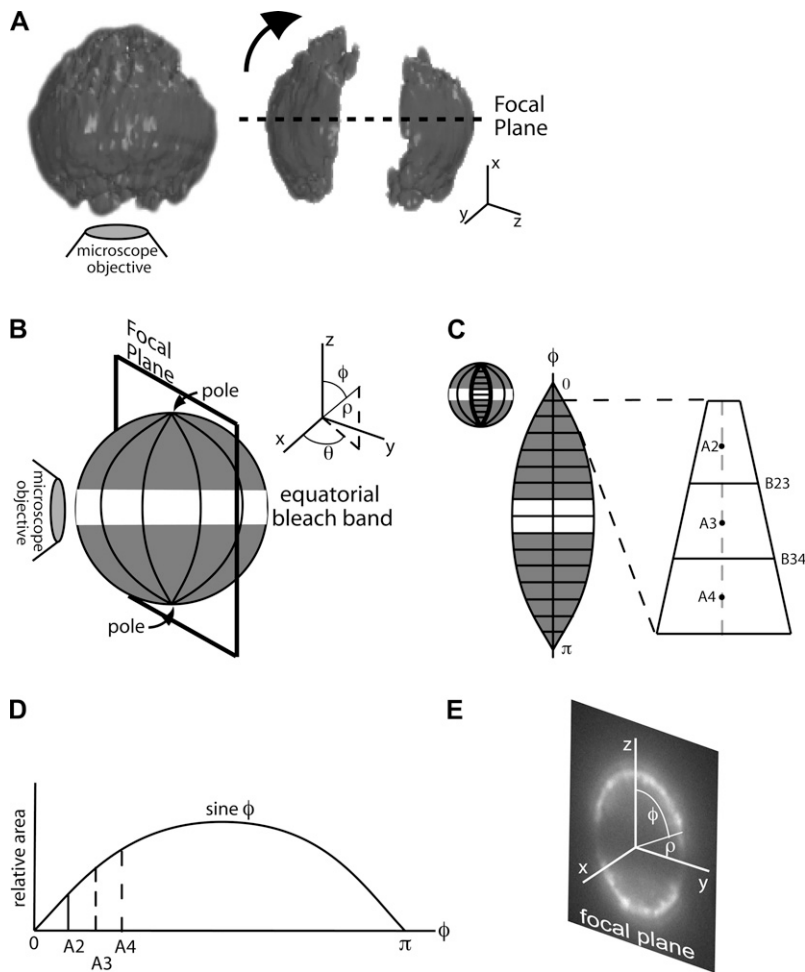 A
Focal
Plane
x
y
z
microscope
objective
B
Focal
Plane
pole
z
ϕ
ρ
x
θ
y
microscope
objective
equatorial
bleach band
pole
C
ϕ
0
π
A2
B23
A3
B34
A4
D
relative area
sine ϕ
0
A2
A3
A4
π
ϕ
E
z
ϕ
ρ
x
y
focal plane